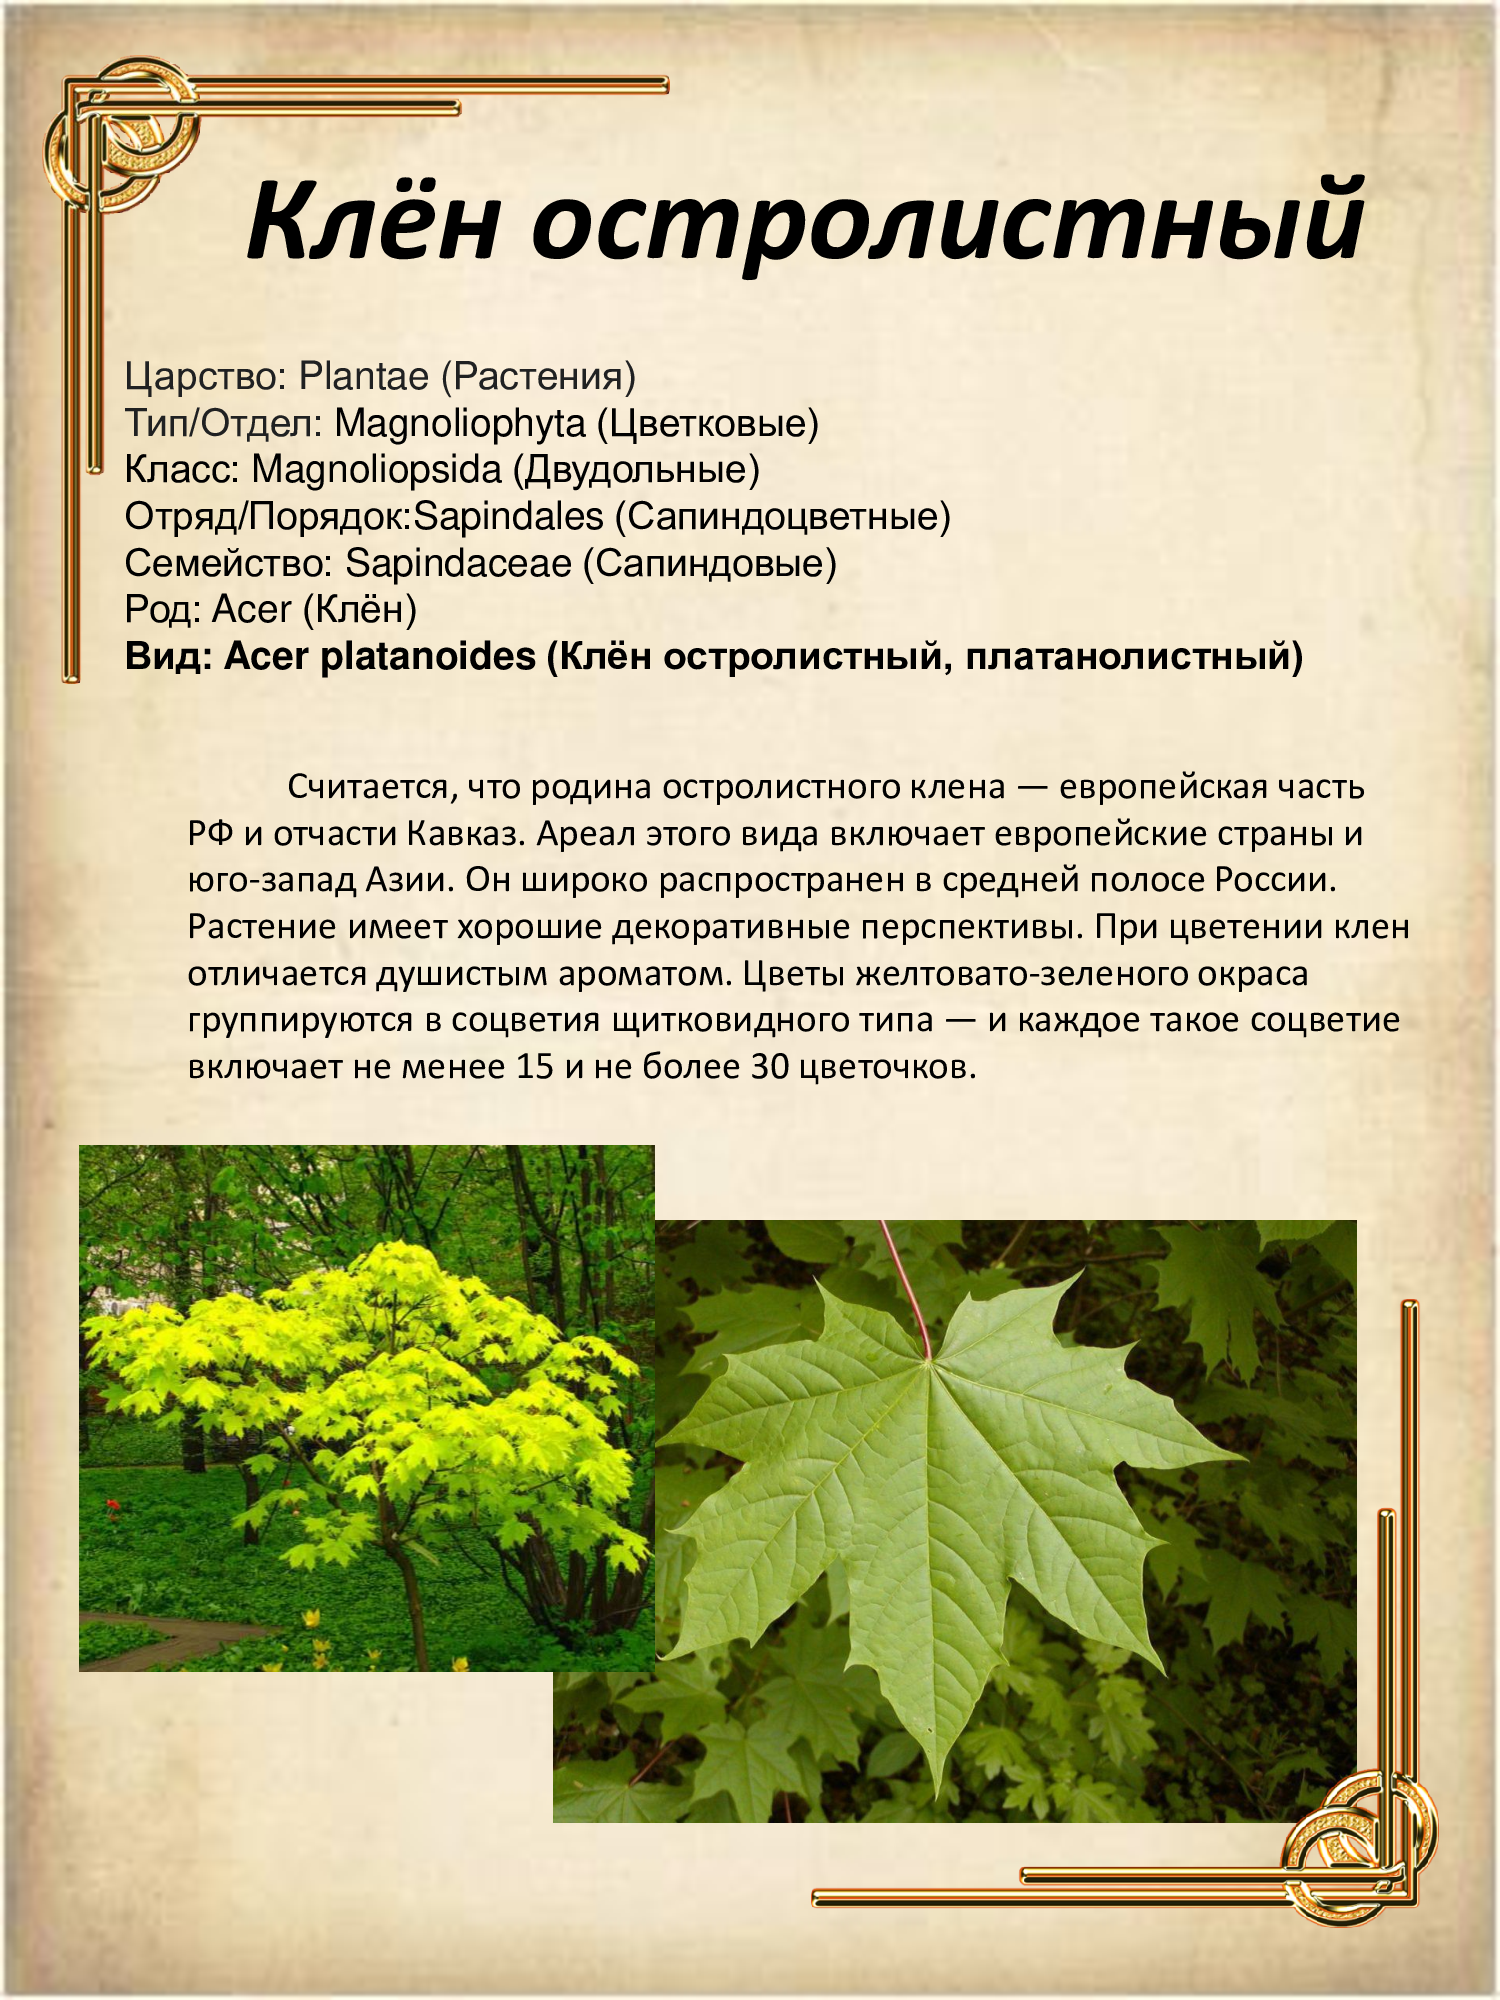 Клён остролистный
Царство: Plantae (Растения)
Тип/Отдел: Magnoliophyta (Цветковые)
Класс: Magnoliopsida (Двудольные)
Отряд/Порядок:Sapindales (Сапиндоцветные)
Семейство: Sapindaceae (Сапиндовые)
Род: Acer (Клён)
Вид: Acer platanoides (Клён остролистный, платанолистный)
Считается, что родина остролистного клена — европейская часть
РФ и отчасти Кавказ. Ареал этого вида включает европейские страны и
юго-запад Азии. Он широко распространен в средней полосе России.
Растение имеет хорошие декоративные перспективы. При цветении клен
отличается душистым ароматом. Цветы желтовато-зеленого окраса
группируются в соцветия щитковидного типа — и каждое такое соцветие
включает не менее 15 и не более 30 цветочков.